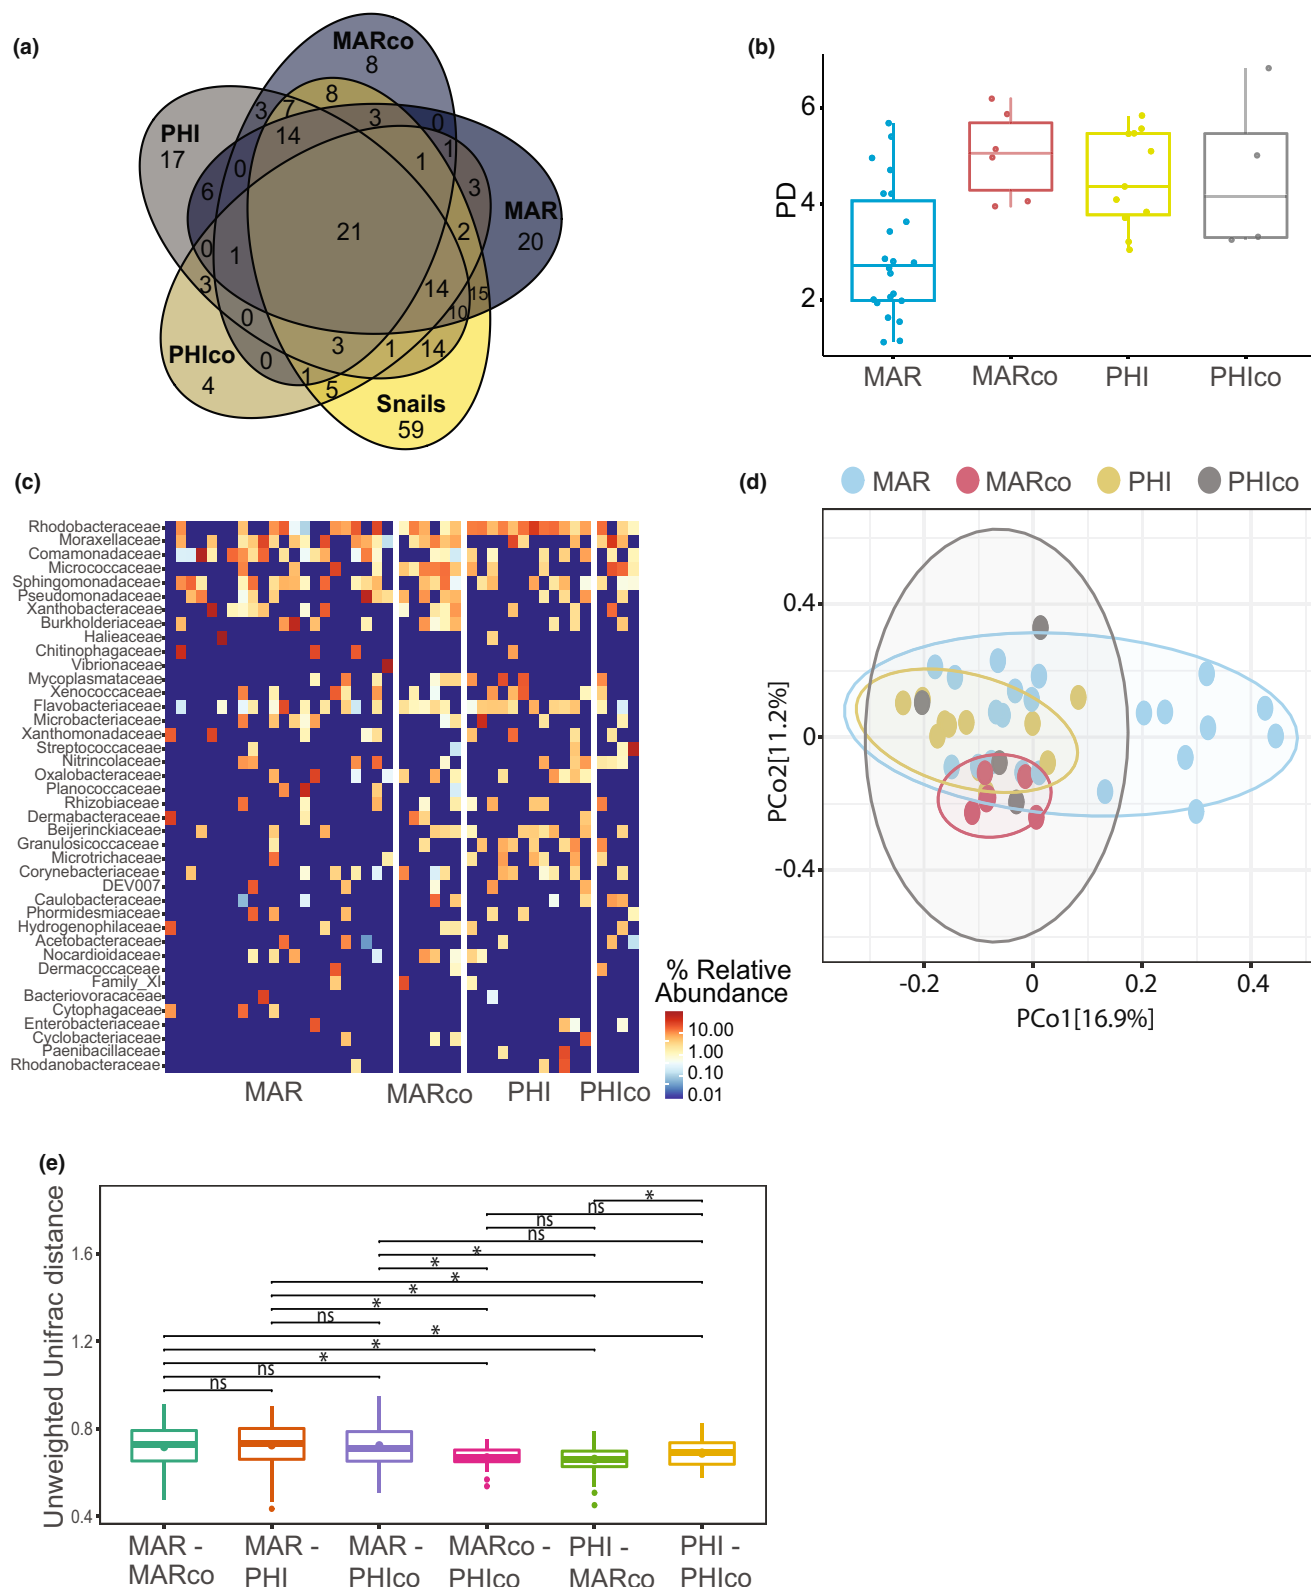 (a)
MARco
8
PHI
17
3
7
8
3
0
14
1
1
0
6
3
MAR
20
2
21
0
1
3
14
15
10
0
3
1
14
0
1
5
PHIco
4
Snails
59
(b)
PD
6
4
2
MAR MARco PHI PHIco
(c)
Rhodobacteraceae
Moraxellaceae
Comamonadaceae
Micrococcaceae
Sphingomonadaceae
Pseudomonadaceae
Xanthobacteraceae
Burkholderiaceae
Halieaceae
Chitinophagaceae
Vibrionaceae
Mycoplasmataceae
Xenococcaceae
Flavobacteriaceae
Microbacteriaceae
Xanthomonadaceae
Streptococcaceae
Nitrincolaceae
Oxalobacteraceae
Planococcaceae
Rhizobiaceae
Dermabacteraceae
Beijerinckiaceae
Granulosicoccaceae
Microtrichaceae
Corynebacteriaceae
DEV007
Caulobacteraceae
Phormidesmiaceae
Hydrogenophilaceae
Acetobacteraceae
Nocardioidaceae
Dermacoccaceae
Family_XI
Bacteriovoracaceae
Cytophagaceae
Enterobacteriaceae
Cyclobacteriaceae
Paenibacillaceae
Rhodanobacteraceae
MAR MARco PHI PHIco
% Relative
Abundance
10.00
1.00
0.10
0.01
(d)
MAR MARco PHI PHIco
PCo2[11.2%]
0.4
0
-0.4
-0.2 0 0.2 0.4
PCo1[16.9%]
(e)
Unweighted Unifrac distance
1.6
1.2
0.8
0.4
*
ns
ns
ns
*
*
*
*
*
ns
*
*
*
ns
ns
MAR - MAR - MAR - MARco - PHI - PHI -
MARco PHI PHIco PHIco MARco PHIco